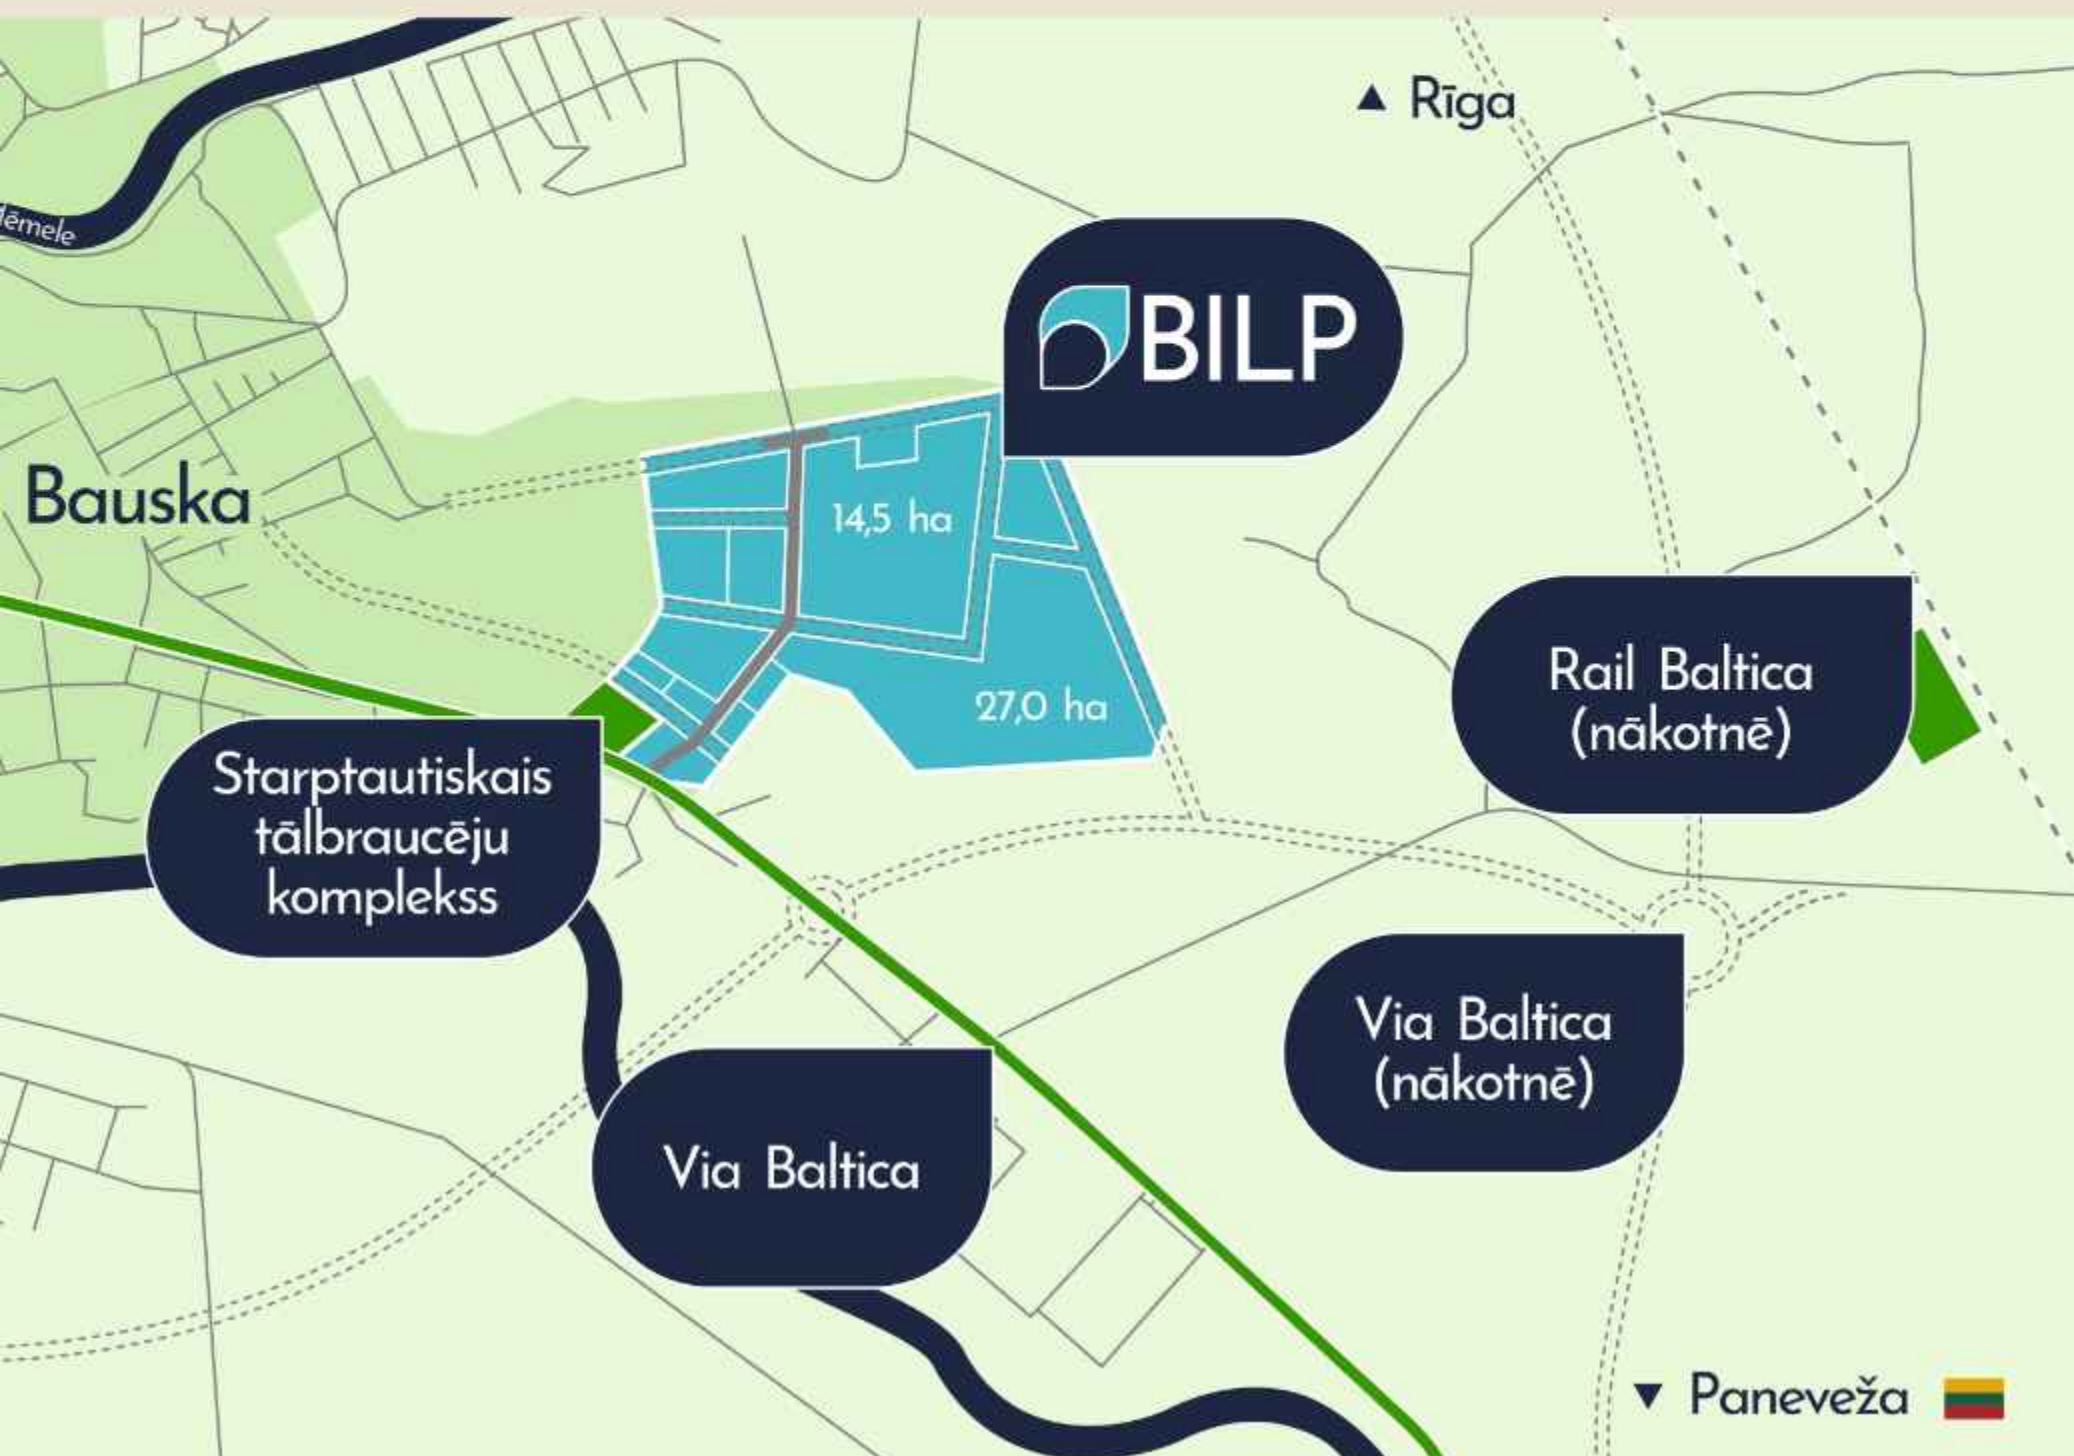 Rīga
ēmele
BILP
Bauska
14,5 ha
Rail Baltica
(nākotnē)
27,0 ha
Starptautiskais
tālbraucēju
komplekss
Via Baltica
(nākotnē)
Via Baltica
Paneveža